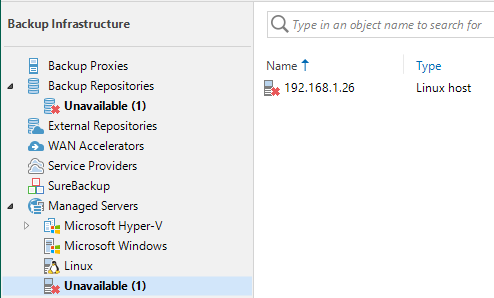 Backup Infrastructure
Type in an object name to search for
Backup Proxies
Backup Repositories
Unavailable (1)
External Repositories
WAN Accelerators
Service Providers
SureBackup
Managed Servers
Microsoft Hyper-V
Microsoft Windows
Linux
Unavailable (1)
Name Type
192.168.1.26 Linux host